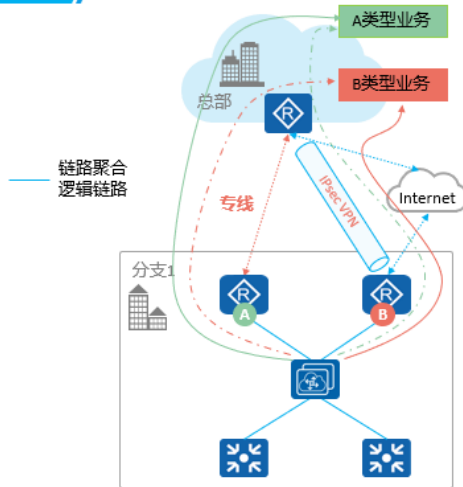 A类型业务
B类型业务
总部
R
链路聚合
逻辑链路
专线
IPsec VPN
Internet
分支1
R
R
A
B